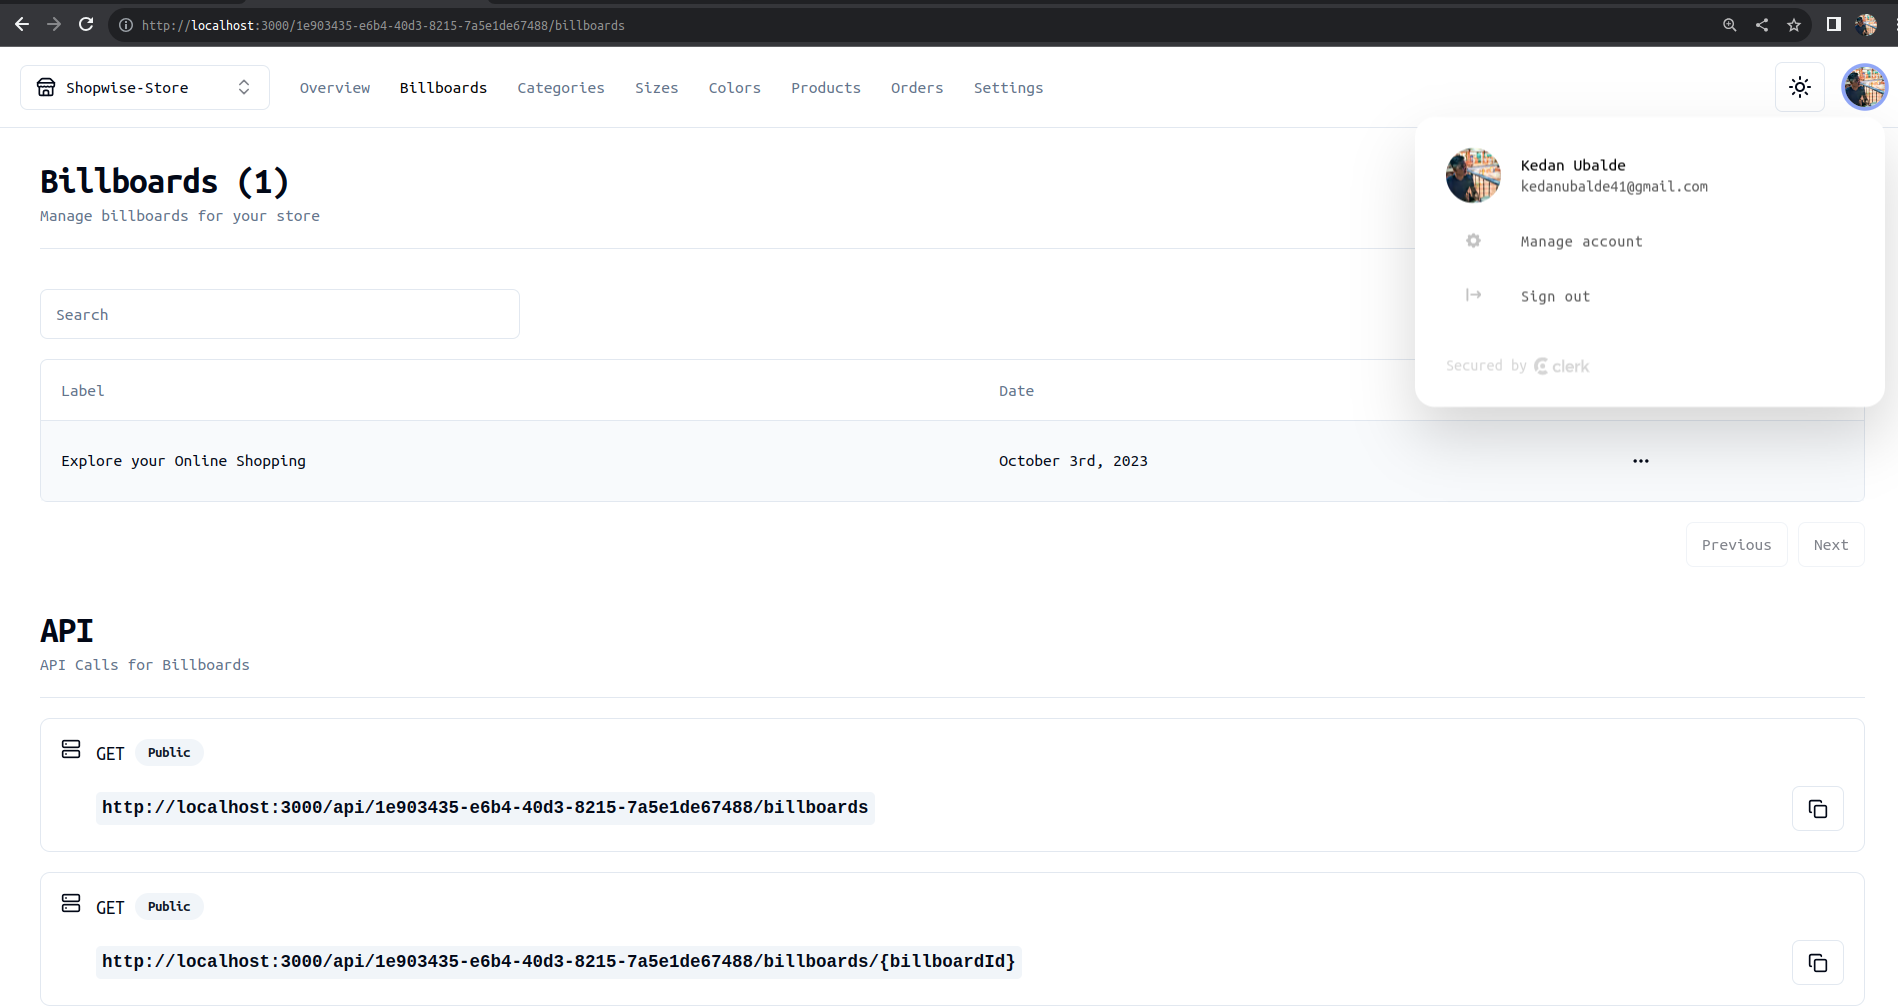 http://localhost:3000/1e903435-e6b4-40d3-8215-7a5e1de67488/billboards
Shopwise-Store Overview Billboards Categories Sizes Colors Products Orders Settings
Kedan Ubalde
kedanubalde41@gmail.com
Manage account
Sign out
Secured by clerk
Billboards (1)
Manage billboards for your store
Search
Label Date
Explore your Online Shopping October 3rd, 2023
Previous Next
API
API Calls for Billboards
GET Public
http://localhost:3000/api/1e903435-e6b4-40d3-8215-7a5e1de67488/billboards
GET Public
http://localhost:3000/api/1e903435-e6b4-40d3-8215-7a5e1de67488/billboards/{billboardId}